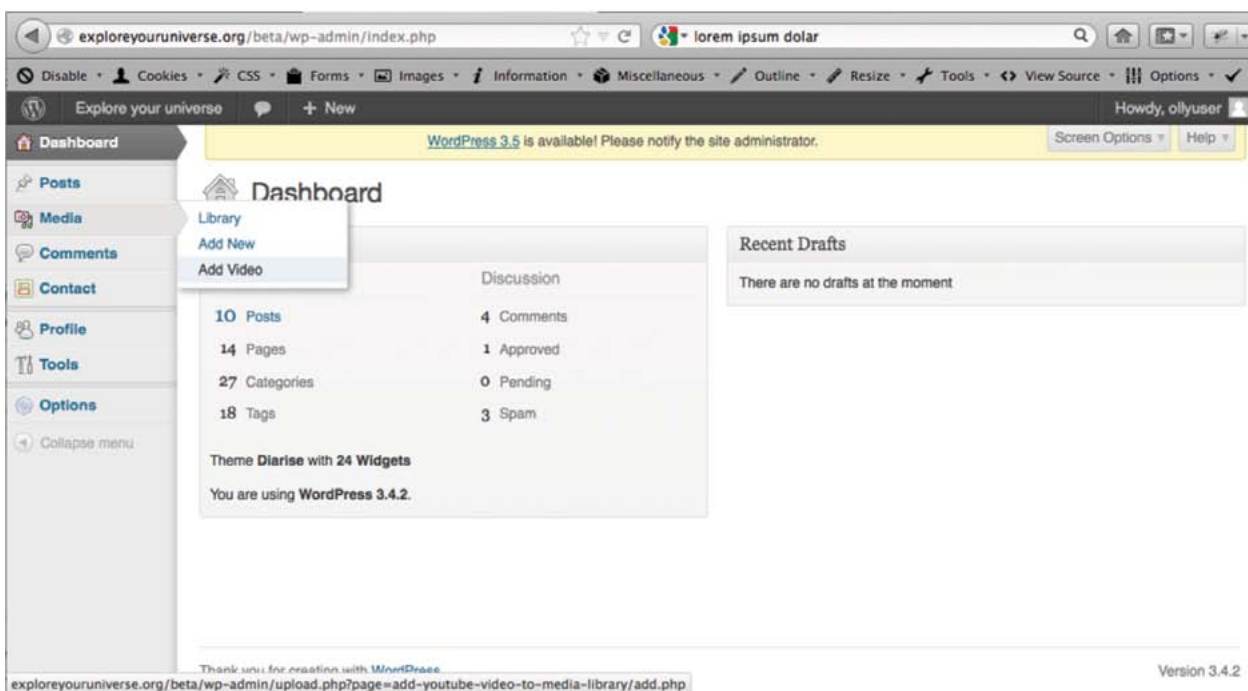 exploreyouruniverse.org/beta/wp-admin/index.php lorem ipsum dolar
Disable Cookies CSS Forms Images Information Miscellaneous Outline Resize Tools View Source Options
Explore your universe + New Howdy, ollyuser
Dashboard
WordPress 3.5 is available! Please notify the site administrator.
Screen Options Help
Posts
Media
Comments
Contact
Profile
Tools
Options
Collapse menu
Dashboard
Library
Add New
Add Video
Discussion
10 Posts 4 Comments
14 Pages 1 Approved
27 Categories 0 Pending
18 Tags 3 Spam
Theme Diarise with 24 Widgets
You are using WordPress 3.4.2.
Recent Drafts
There are no drafts at the moment
Thank you for creating with WordPress
Version 3.4.2
exploreyouruniverse.org/beta/wp-admin/upload.php?page=add-youtube-video-to-media-library/add.php